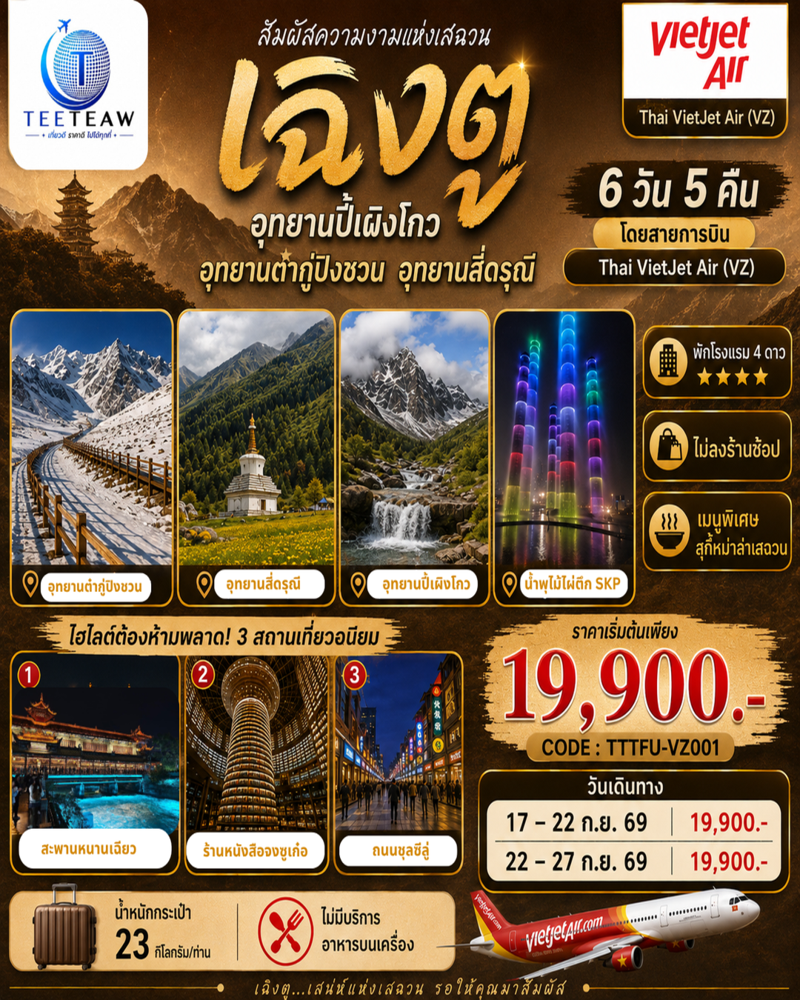 สัมผัสความงามแห่งเสฉวน
เฉิงตู
อุทยานปี้เผิงโกว
อุทยานต๋ากู่ปิงชวน อุทยานสี่ดรุณี
TEETEAW
เที่ยวดี ราคาดี ไปได้ทุกที่
vietjet Air
Thai VietJet Air (VZ)
6 วัน 5 คืน
โดยสายการบิน
Thai VietJet Air (VZ)
อุทยานต๋ากู่ปิงชวน
อุทยานสี่ดรุณี
อุทยานปี้เผิงโกว
น้ำพุไม้ไผ่ตึก SKP
พักโรงแรม 4 ดาว
ไม่ลงร้านช้อป
เมนูพิเศษ
สุกี้หม่าล่าเสฉวน
ไฮไลต์ต้องห้ามพลาด! 3 สถานเที่ยวอนิยม
1
2
3
สะพานหนานเฉียว
ร้านหนังสือจงซูเก๋อ
ถนนชุลซีลู่
ราคาเริ่มต้นเพียง
19,900.-
CODE : TTTFU-VZ001
วันเดินทาง
17 – 22 ก.ย. 69 19,900.-
22 – 27 ก.ย. 69 19,900.-
น้ำหนักกระเป๋า
23 กิโลกรัม/ท่าน
ไม่มีบริการ
อาหารบนเครื่อง
vietjetAir.com
vietjetAir.com
เฉิงตู...เสน่ห์แห่งเสฉวน รอให้คุณมาสัมผัส